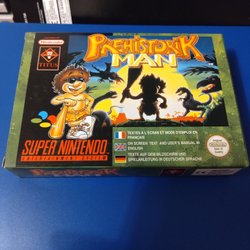 TITUS
PREHISTORIK
MAN
SUPER NINTENDO
ENTERTAINMENT SYSTEM
TEXTES A L'ECRAN ET MODE D'EMPLOI EN
FRANCAIS
ON SCREEN TEXT AND USER'S MANUAL IN
ENGLISH
TEXTE AUF DEM BILDSCHIRM UND
SPIELANLEITUNG IN DEUTSCHER SPRACHE